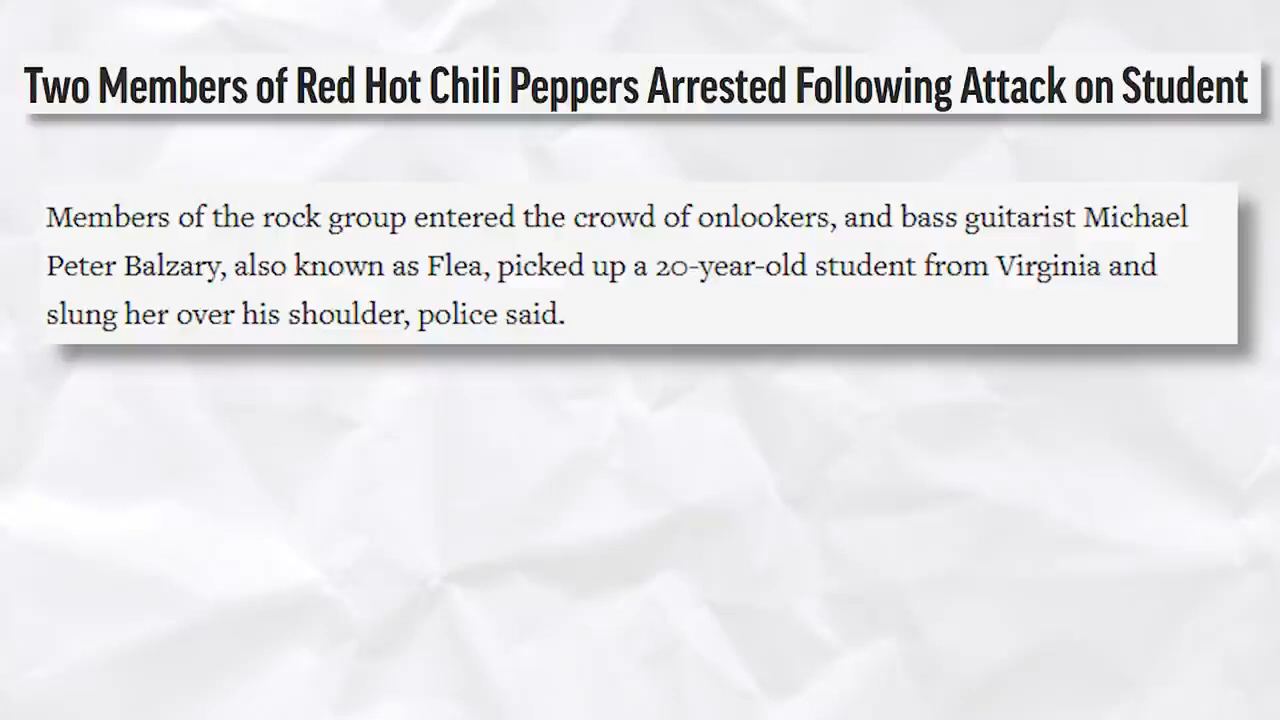 Two Members of Red Hot Chili Peppers Arrested Following Attack on Student
Members of the rock group entered the crowd of onlookers, and bass guitarist Michael
Peter Balzary, also known as Flea, picked up a 20-year-old student from Virginia and
slung her over his shoulder, police said.